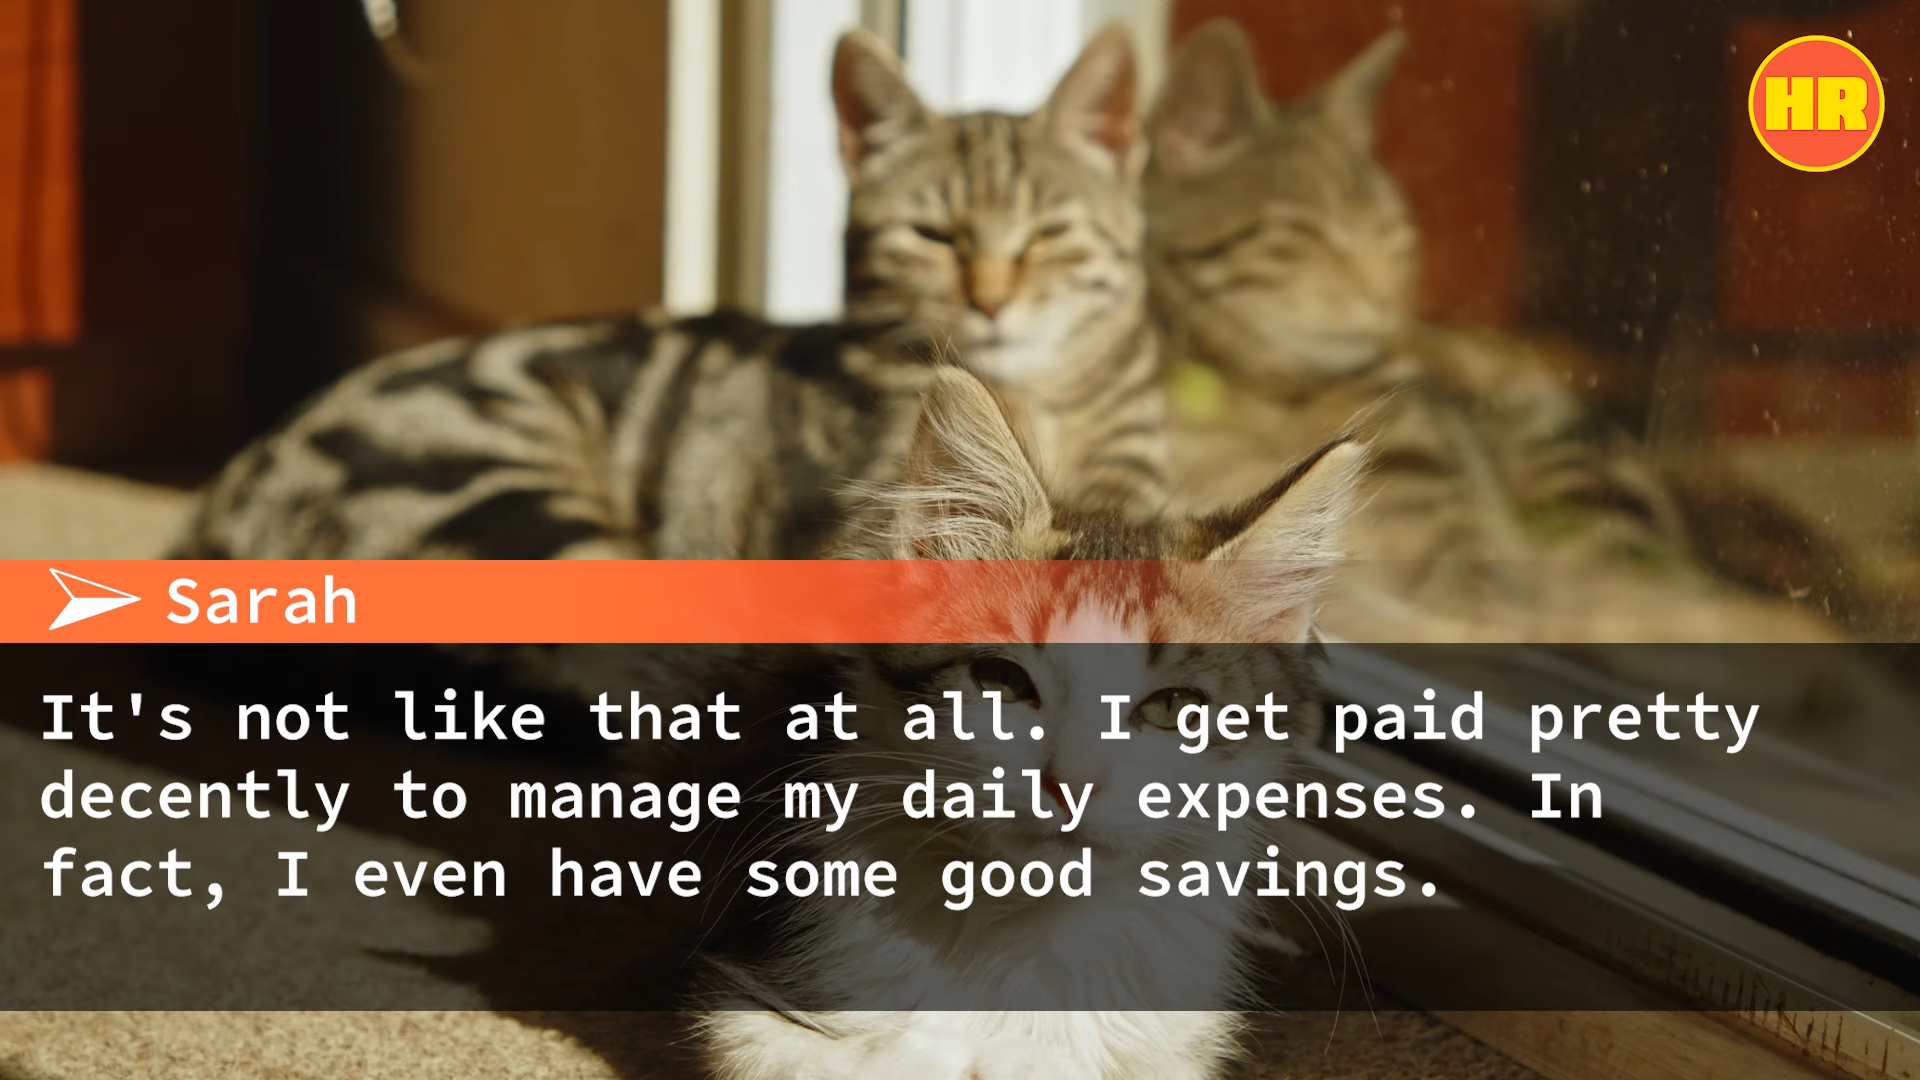 HR
Sarah
It's not like that at all. I get paid pretty
decently to manage my daily expenses. In
fact, I even have some good savings.